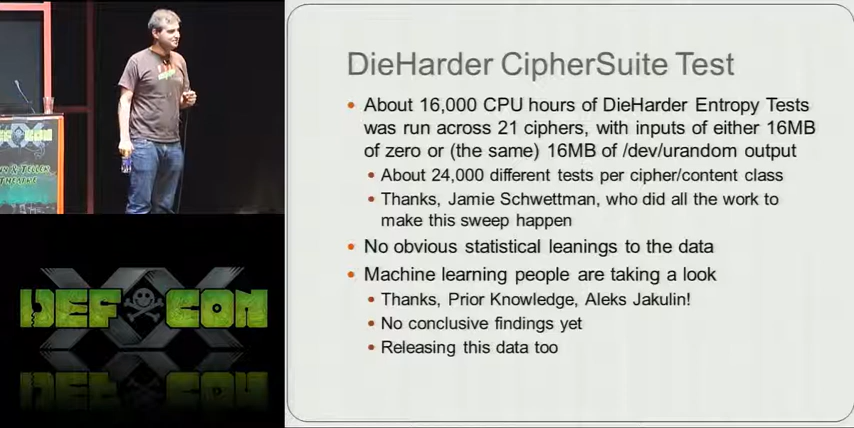 DieHarder CipherSuite Test
• About 16,000 CPU hours of DieHarder Entropy Tests
was run across 21 ciphers, with inputs of either 16MB
of zero or (the same) 16MB of /dev/urandom output
• About 24,000 different tests per cipher/content class
• Thanks, Jamie Schwettman, who did all the work to
make this sweep happen
• No obvious statistical leanings to the data
• Machine learning people are taking a look
• Thanks, Prior Knowledge, Aleks Jakulin!
• No conclusive findings yet
• Releasing this data too
& TELLER
THEATRE
XX
DEF CON